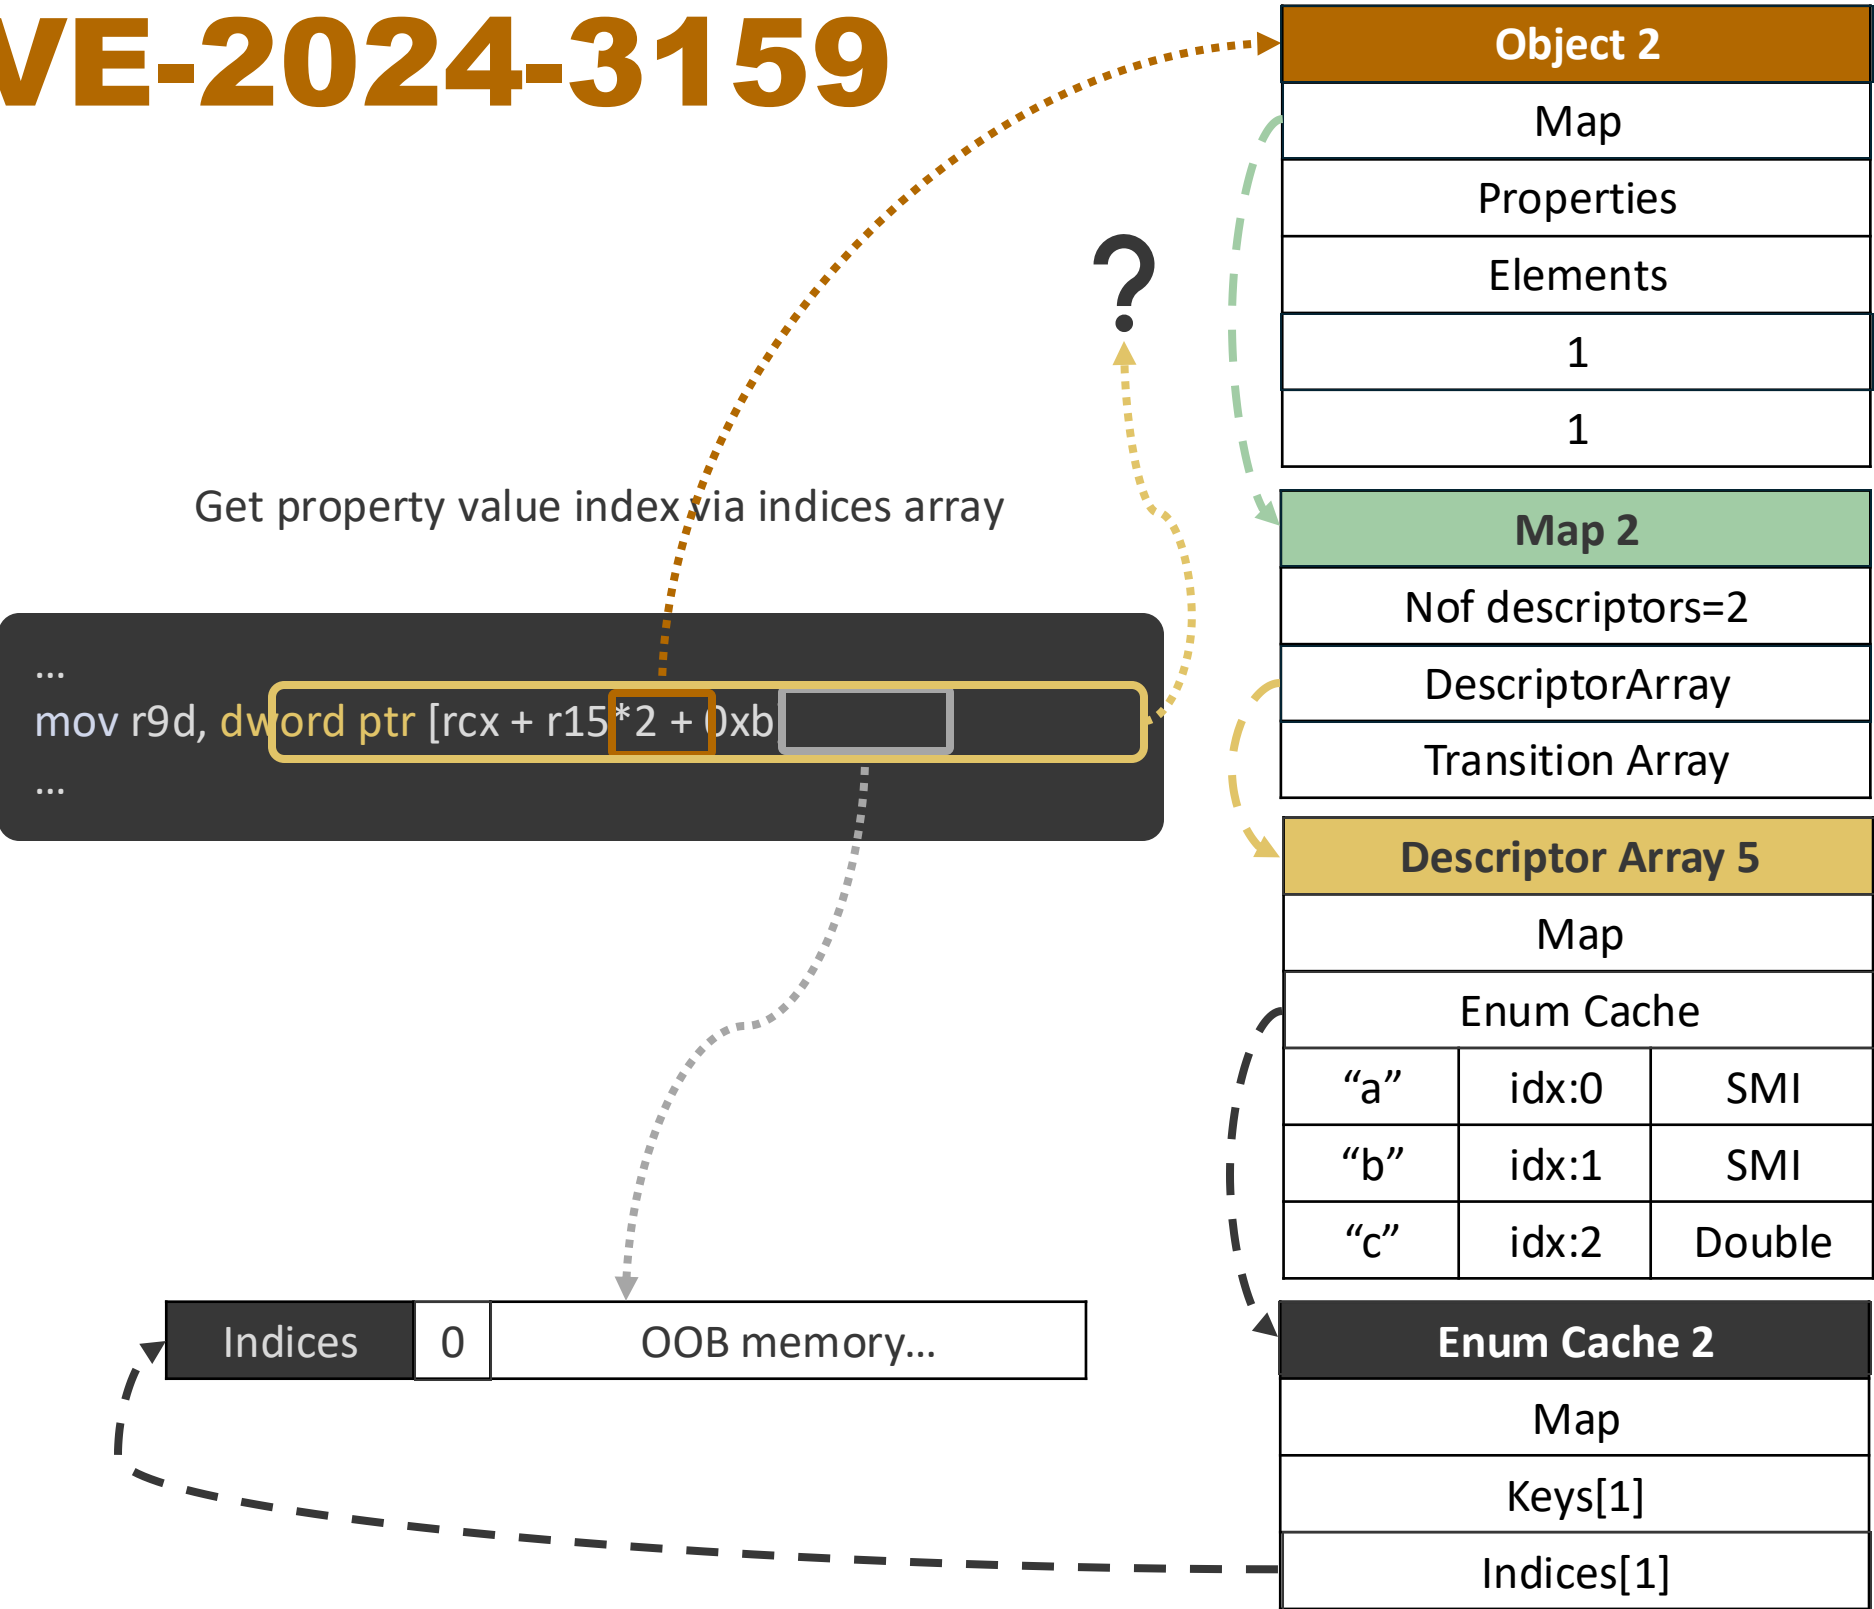 VE-2024-3159
Get property value index via indices array
...
mov r9d, dword ptr [rcx + r15*2 + 0xb
...
Indices 0 OOB memory...
Object 2
Map
Properties
Elements
1
1
Map 2
Nof descriptors=2
DescriptorArray
Transition Array
Descriptor Array 5
Map
Enum Cache
“a” idx:0 SMI
“b” idx:1 SMI
“c” idx:2 Double
Enum Cache 2
Map
Keys[1]
Indices[1]
?